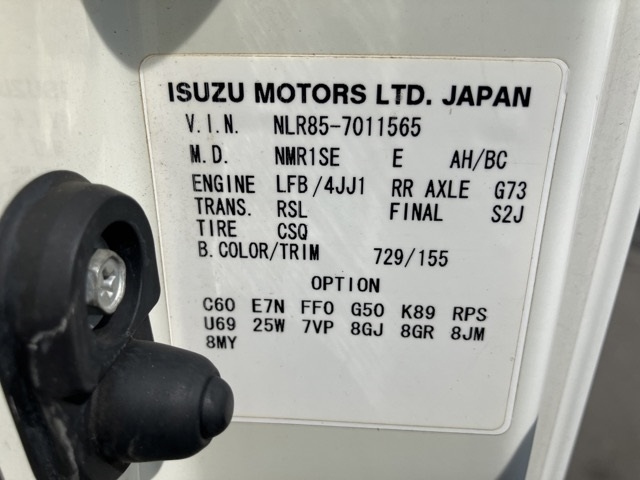 ISUZU MOTORS LTD. JAPAN
V.I.N. NLR85-7011565
M.D. NMR1SE E AH/BC
ENGINE LFB/4JJ1 RR AXLE G73
TRANS. RSL FINAL S2J
TIRE CSQ
B.COLOR/TRIM 729/155
OPTION
C60 E7N FF0 G50 K89 RPS
U69 25W 7VP 8GJ 8GR 8JM
8MY